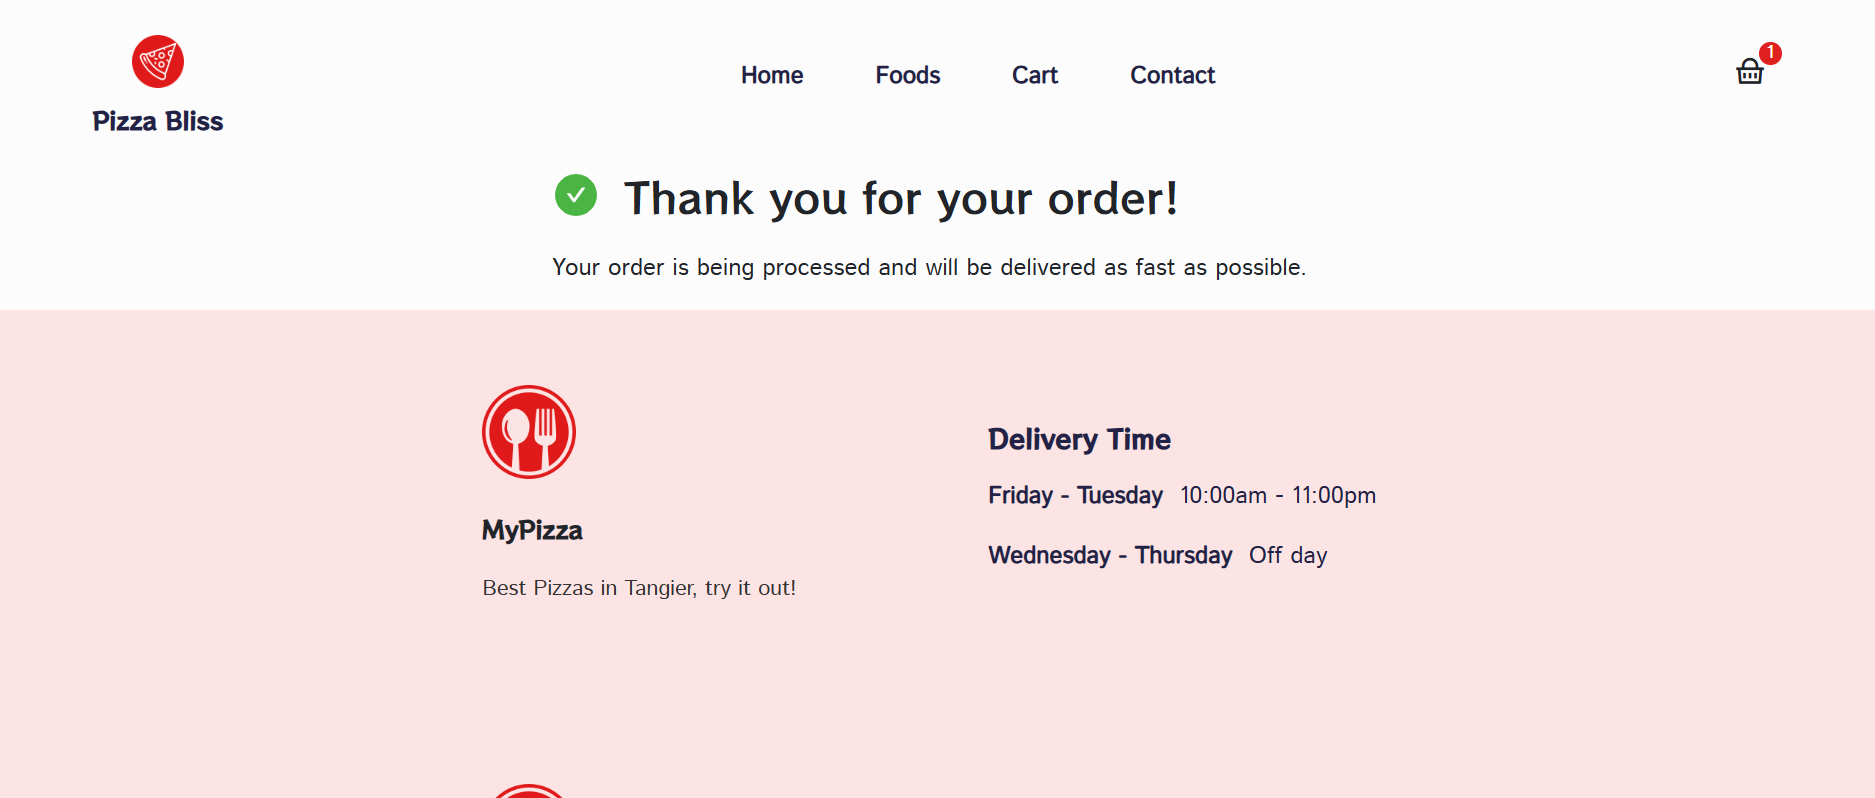 Pizza Bliss
Home
Foods
Cart
Contact
1
Thank you for your order!
Your order is being processed and will be delivered as fast as possible.
MyPizza
Best Pizzas in Tangier, try it out!
Delivery Time
Friday - Tuesday 10:00am - 11:00pm
Wednesday - Thursday Off day